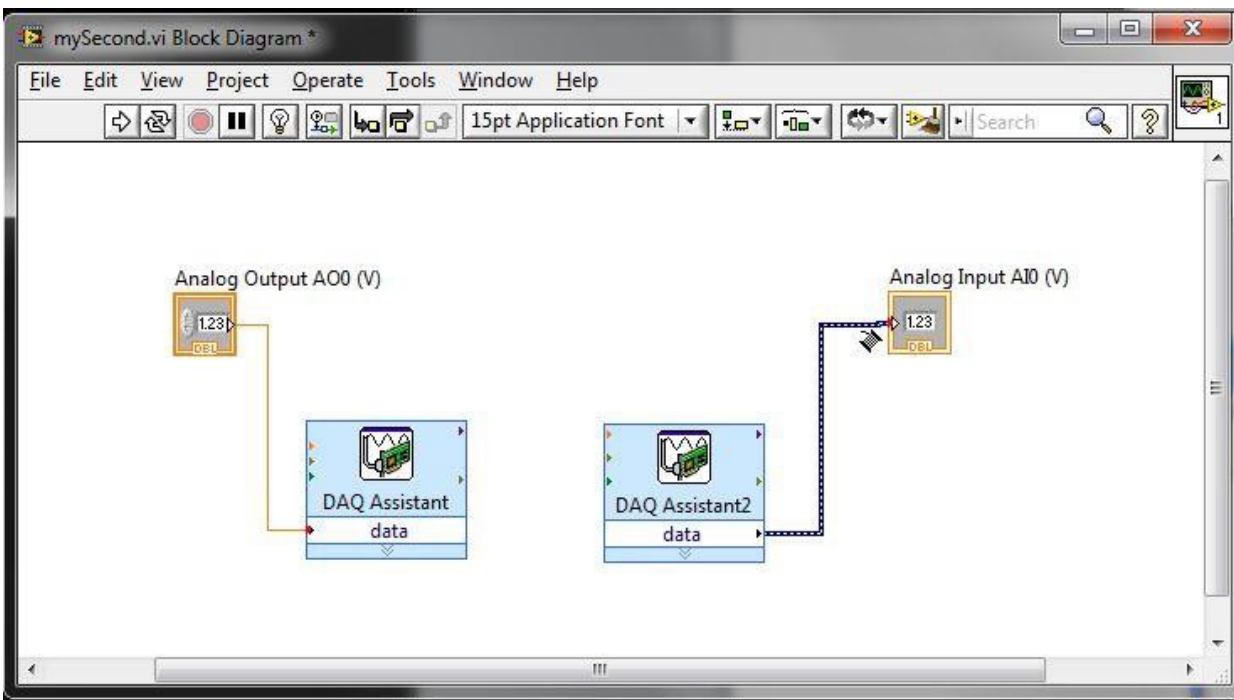 mySecond.vi Block Diagram *
File Edit View Project Operate Tools Window Help
15pt Application Font
Search
1
Analog Output AO0 (V)
1.23
DBL
Analog Input AI0 (V)
1.23
DBL
DAQ Assistant
data
DAQ Assistant2
data